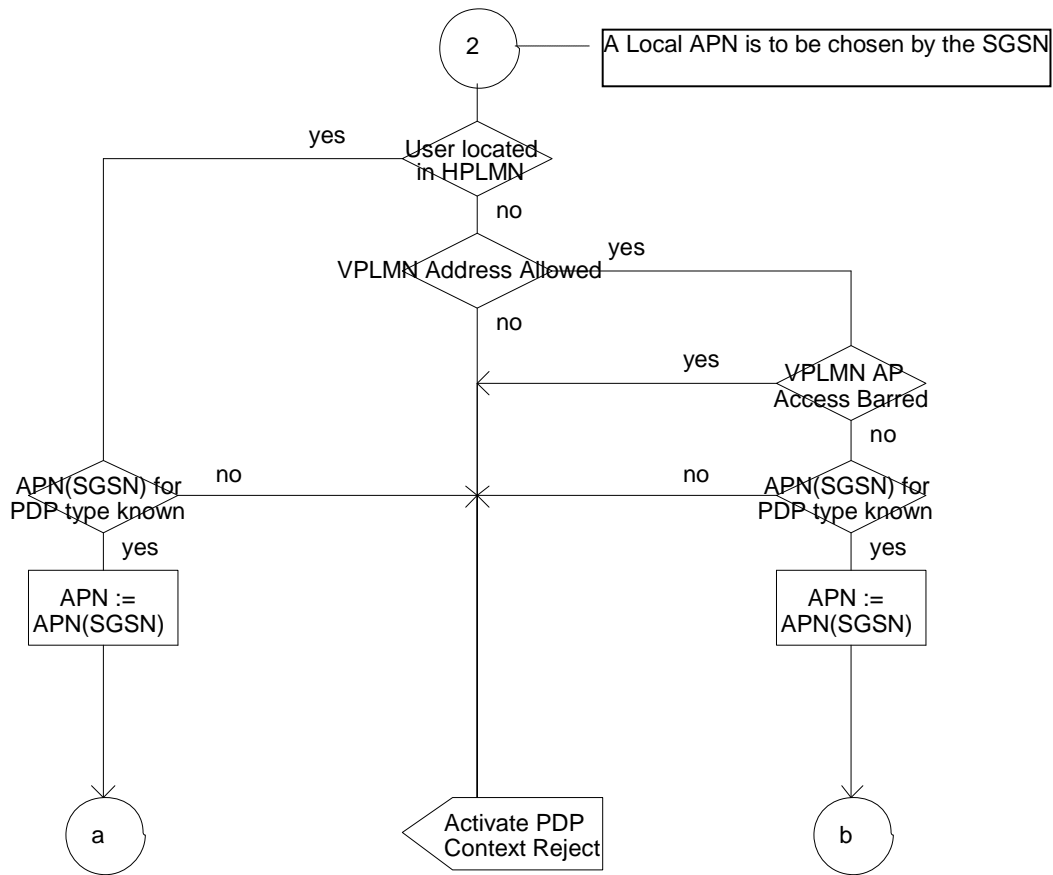 2
A Local APN is to be chosen by the SGSN
yes
User located
in HPLMN
no
VPLMN Address Allowed
yes
no
yes
VPLMN AP
Access Barred
no
APN(SGSN) for
PDP type known
no
no
APN(SGSN) for
PDP type known
yes
yes
APN :=
APN(SGSN)
APN :=
APN(SGSN)
a
Activate PDP
Context Reject
b